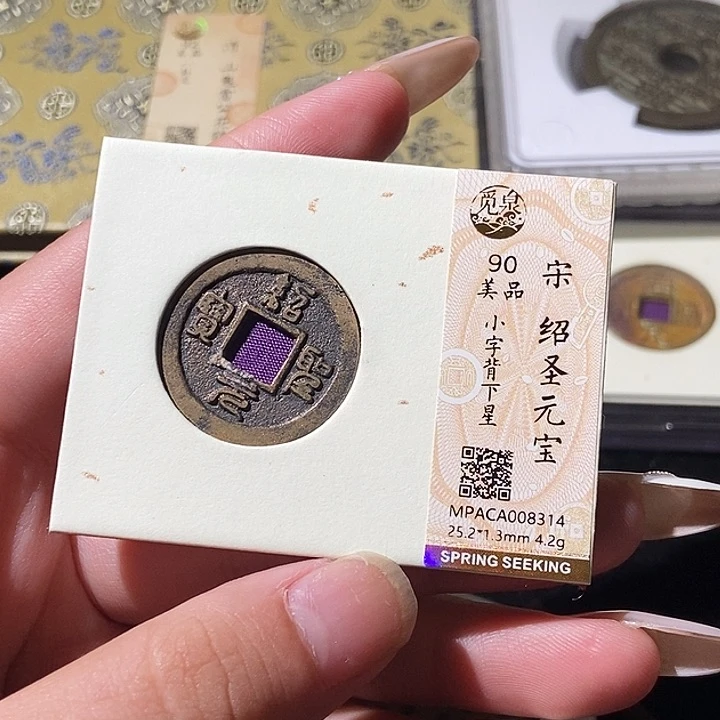 觅泉
宋 绍圣元宝
90
美品
小字背下星
MPACA008314
25.2*1.3mm 4.2g
SPRING SEEKING
紹聖元寶